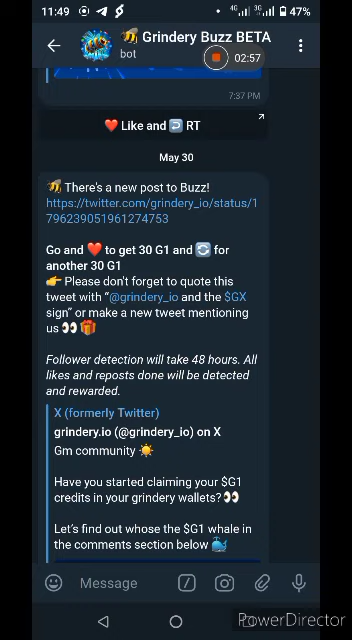 11:49
4G
3G
47%
🐝 Grindery Buzz BETA
bot
02:57
7:37 PM
❤️ Like and 🔁 RT
May 30
🐝 There's a new post to Buzz!
https://twitter.com/grindery_io/status/1
796239051961274753
Go and ❤️ to get 30 G1 and 🔄 for
another 30 G1
👉 Please don't forget to quote this
tweet with "@grindery_io and the $GX
sign" or make a new tweet mentioning
us 👀🎁
Follower detection will take 48 hours. All
likes and reposts done will be detected
and rewarded.
X (formerly Twitter)
grindery.io (@grindery_io) on X
Gm community ☀️
Have you started claiming your $G1
credits in your grindery wallets?👀
Let's find out whose the $G1 whale in
the comments section below 🐳
Message
PowerDirector